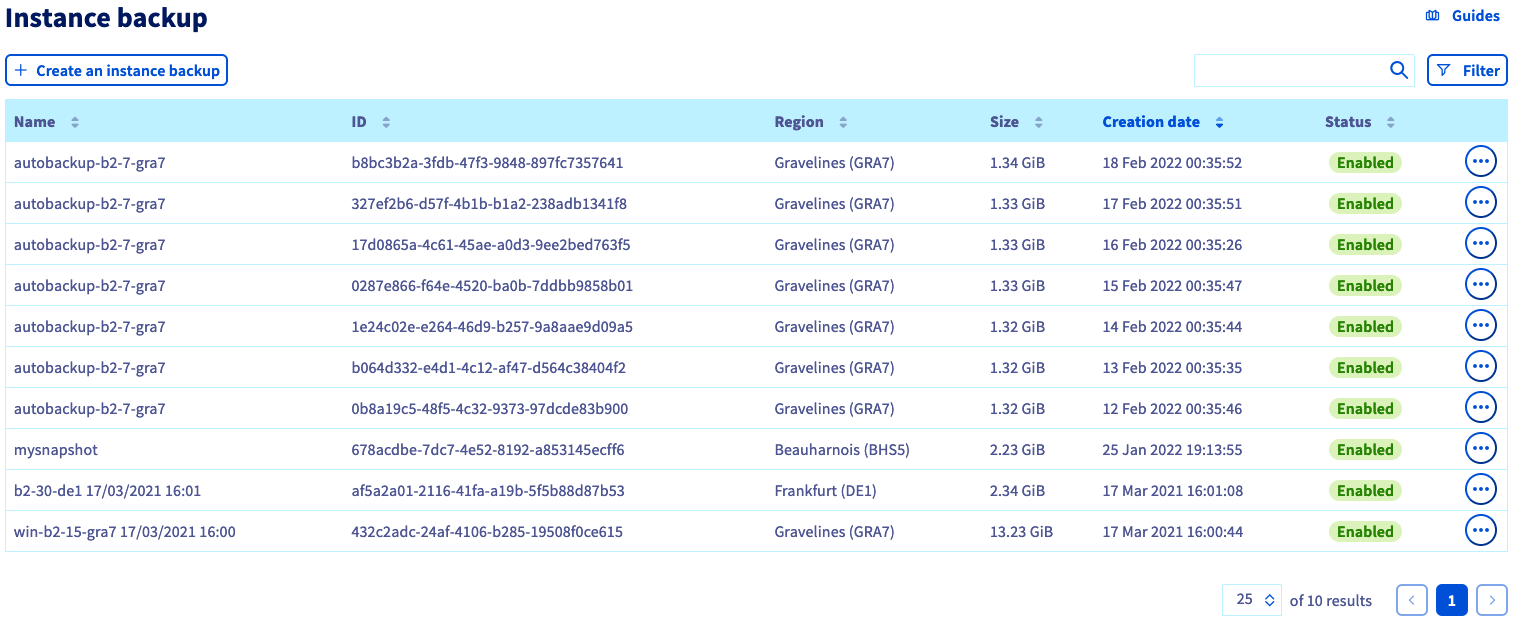 Instance backup
Guides
Create an instance backup
Filter
Name ID Region Size Creation date Status
autobackup-b2-7-gra7 b8bc3b2a-3fdb-47f3-9848-897fc7357641 Gravelines (GRA7) 1.34 GiB 18 Feb 2022 00:35:52 Enabled
autobackup-b2-7-gra7 327ef2b6-d57f-4b1b-b1a2-238adb1341f8 Gravelines (GRA7) 1.33 GiB 17 Feb 2022 00:35:51 Enabled
autobackup-b2-7-gra7 17d0865a-4c61-45ae-a0d3-9ee2bed763f5 Gravelines (GRA7) 1.33 GiB 16 Feb 2022 00:35:26 Enabled
autobackup-b2-7-gra7 0287e866-f64e-4520-ba0b-7ddbb9858b01 Gravelines (GRA7) 1.33 GiB 15 Feb 2022 00:35:47 Enabled
autobackup-b2-7-gra7 1e24c02e-e264-46d9-b257-9a8aae9d09a5 Gravelines (GRA7) 1.32 GiB 14 Feb 2022 00:35:44 Enabled
autobackup-b2-7-gra7 b064d332-e4d1-4c12-af47-d564c38404f2 Gravelines (GRA7) 1.32 GiB 13 Feb 2022 00:35:35 Enabled
autobackup-b2-7-gra7 0b8a19c5-48f5-4c32-9373-97dcde83b900 Gravelines (GRA7) 1.32 GiB 12 Feb 2022 00:35:46 Enabled
mysnapshot 678acdbe-7dc7-4e52-8192-a853145ecff6 Beauharnois (BHS5) 2.23 GiB 25 Jan 2022 19:13:55 Enabled
b2-30-de1 17/03/2021 16:01 af5a2a01-2116-41fa-a19b-5f5b88d87b53 Frankfurt (DE1) 2.34 GiB 17 Mar 2021 16:01:08 Enabled
win-b2-15-gra7 17/03/2021 16:00 432c2adc-24af-4106-b285-19508f0ce615 Gravelines (GRA7) 13.23 GiB 17 Mar 2021 16:00:44 Enabled
25 of 10 results 1